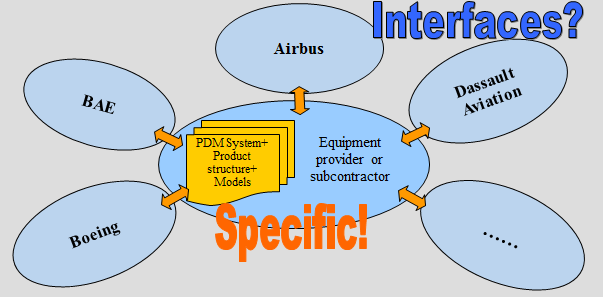 Interfaces?
Airbus
BAE
Dassault
Aviation
PDM System+
Product
structure+
Models
Equipment
provider or
subcontractor
Boeing
Specific!
......